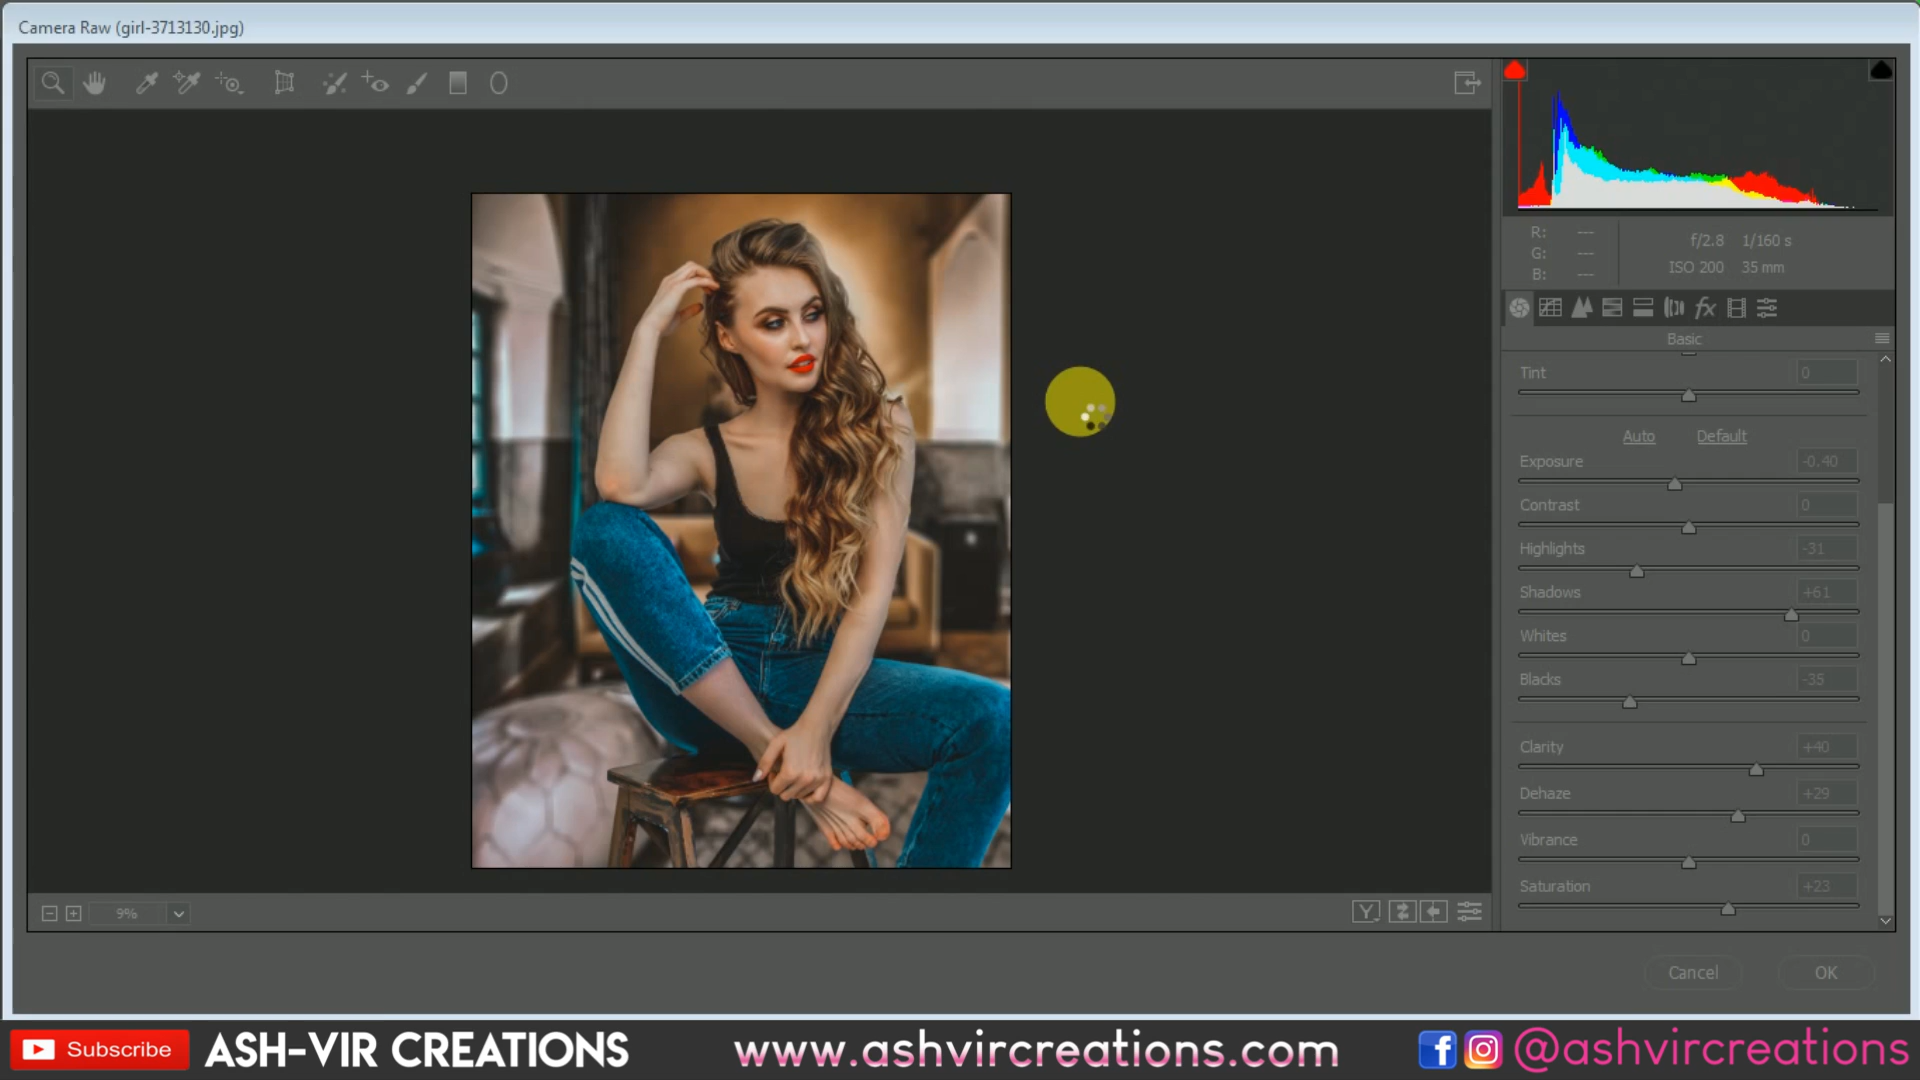 Camera Raw (girl-3713130.jpg)
R: ---
G: ---
B: ---
f/2.8 1/160 s
ISO 200 35 mm
fx
Basic
Tint 0
Auto Default
Exposure -0.40
Contrast 0
Highlights -31
Shadows +61
Whites 0
Blacks -35
Clarity +40
Dehaze +29
Vibrance 0
Saturation +23
9%
Y
Cancel OK
Subscribe ASH-VIR CREATIONS www.ashvircreations.com @ashvircreations